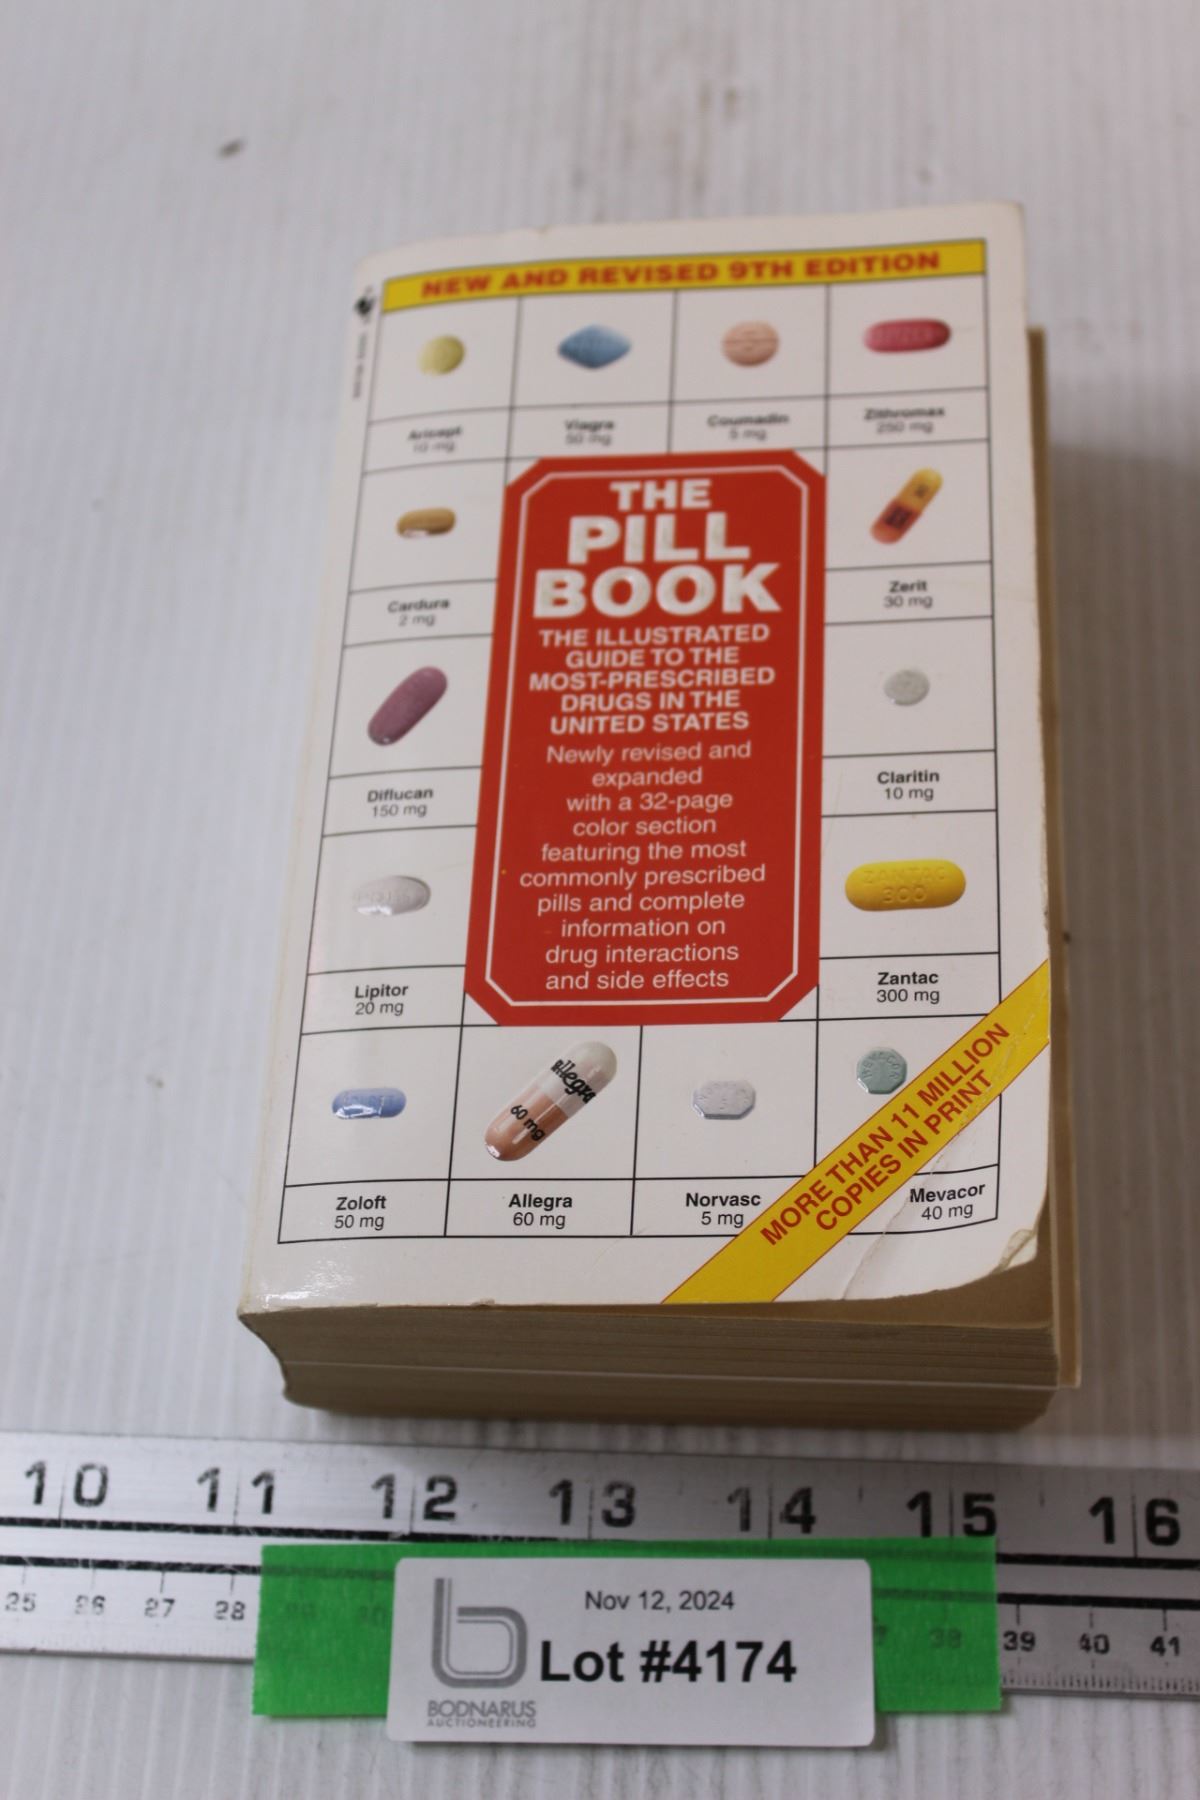 NEW AND REVISED 9TH EDITION
Aricept
10 mg
Viagra
50 mg
Coumadin
5 mg
Zithromax
250 mg
THE
PILL
BOOK
THE ILLUSTRATED
GUIDE TO THE
MOST-PRESCRIBED
DRUGS IN THE
UNITED STATES
Newly revised and
expanded
with a 32-page
color section
featuring the most
commonly prescribed
pills and complete
information on
drug interactions
and side effects
Cardura
2 mg
Zerit
30 mg
Diflucan
150 mg
Claritin
10 mg
Lipitor
20 mg
ZANTAC
300
Zantac
300 mg
Zoloft
50 mg
Allegra
60 mg
Allegra
60 mg
Norvasc
5 mg
MEVACOR
Mevacor
40 mg
MORE THAN 11 MILLION
COPIES IN PRINT
10 11 12 13 14 15 16
25 26 27 28 38 39 40 41
Nov 12, 2024
Lot #4174
b
BODNARUS
AUCTIONEERING